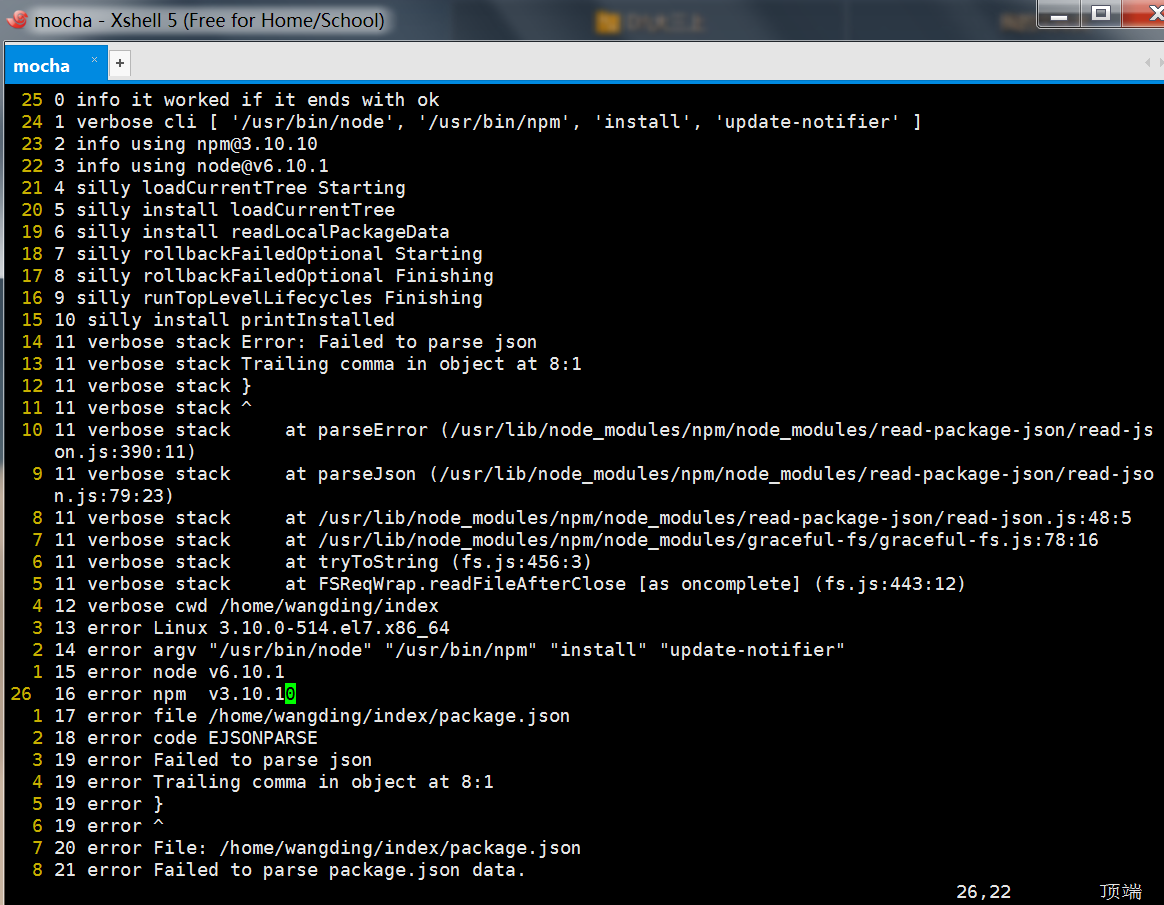 mocha - Xshell 5 (Free for Home/School)
mocha × +
25 0 info it worked if it ends with ok
24 1 verbose cli [ '/usr/bin/node', '/usr/bin/npm', 'install', 'update-notifier' ]
23 2 info using npm@3.10.10
22 3 info using node@v6.10.1
21 4 silly loadCurrentTree Starting
20 5 silly install loadCurrentTree
19 6 silly install readLocalPackageData
18 7 silly rollbackFailedOptional Starting
17 8 silly rollbackFailedOptional Finishing
16 9 silly runTopLevelLifecycles Finishing
15 10 silly install printInstalled
14 11 verbose stack Error: Failed to parse json
13 11 verbose stack Trailing comma in object at 8:1
12 11 verbose stack }
11 11 verbose stack ^
10 11 verbose stack     at parseError (/usr/lib/node_modules/npm/node_modules/read-package-json/read-js
on.js:390:11)
9 11 verbose stack     at parseJson (/usr/lib/node_modules/npm/node_modules/read-package-json/read-jso
n.js:79:23)
8 11 verbose stack     at /usr/lib/node_modules/npm/node_modules/read-package-json/read-json.js:48:5
7 11 verbose stack     at /usr/lib/node_modules/npm/node_modules/graceful-fs/graceful-fs.js:78:16
6 11 verbose stack     at tryToString (fs.js:456:3)
5 11 verbose stack     at FSReqWrap.readFileAfterClose [as oncomplete] (fs.js:443:12)
4 12 verbose cwd /home/wangding/index
3 13 error Linux 3.10.0-514.el7.x86_64
2 14 error argv "/usr/bin/node" "/usr/bin/npm" "install" "update-notifier"
1 15 error node v6.10.1
26 16 error npm  v3.10.10
1 17 error file /home/wangding/index/package.json
2 18 error code EJSONPARSE
3 19 error Failed to parse json
4 19 error Trailing comma in object at 8:1
5 19 error }
6 19 error ^
7 20 error File: /home/wangding/index/package.json
8 21 error Failed to parse package.json data.
26,22 顶端